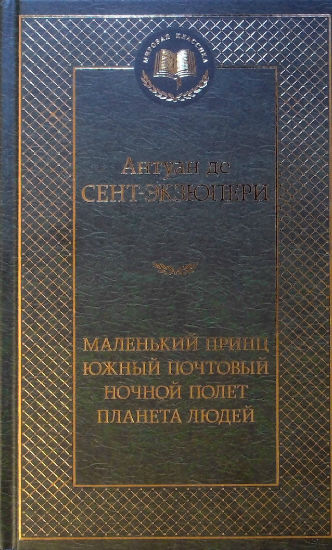 МИРОВАЯ КЛАССИКА
Антуан де
СЕНТ-ЭКЗЮПЕРИ
МАЛЕНЬКИЙ ПРИНЦ
ЮЖНЫЙ ПОЧТОВЫЙ
НОЧНОЙ ПОЛЕТ
ПЛАНЕТА ЛЮДЕЙ